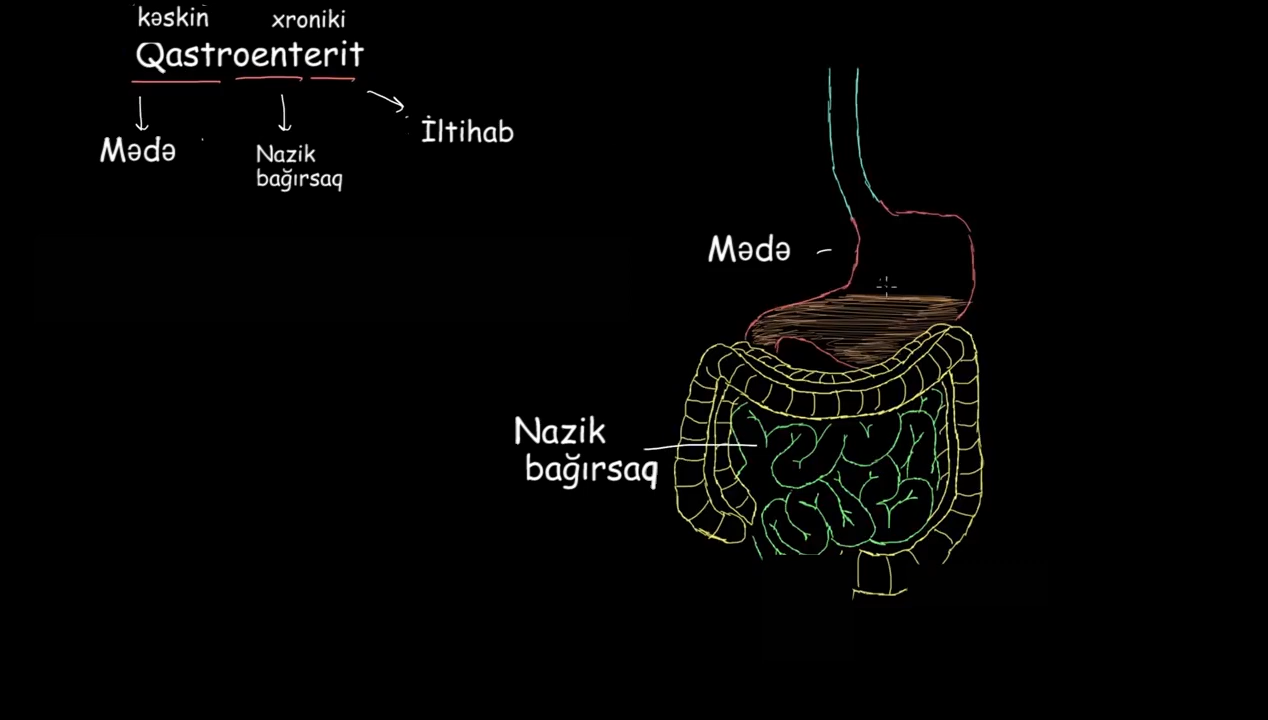 kəskin xroniki
Qastroenterit
Mədə
Nazik
bağırsaq
İltihab
Mədə
Nazik
bağırsaq